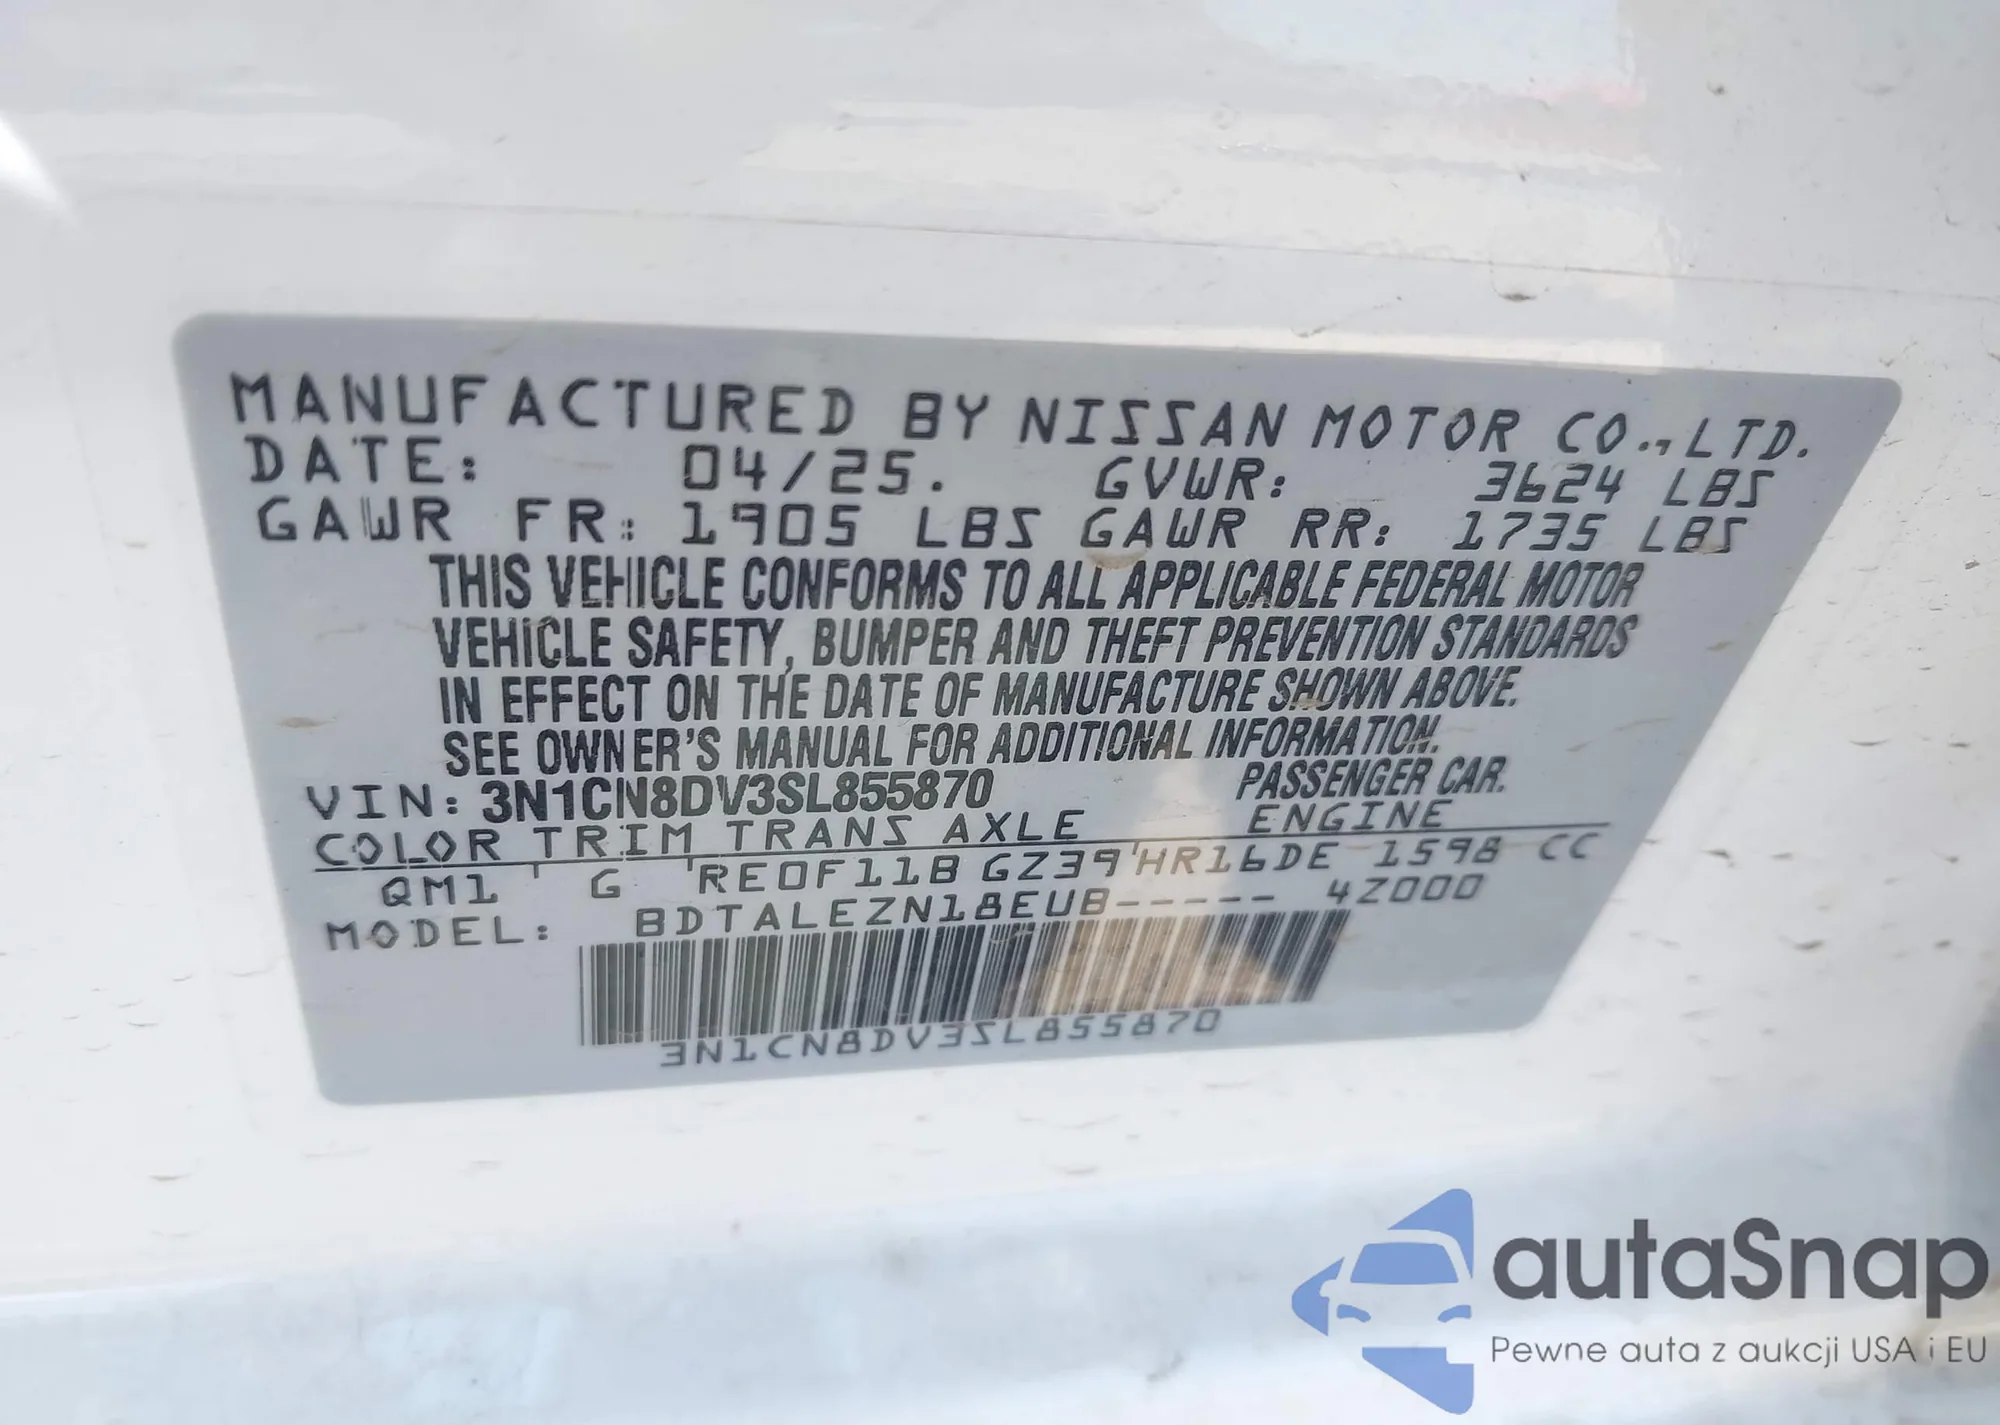 MANUFACTURED BY NISSAN MOTOR CO., LTD.
DATE: 04/25. GVWR: 3624 LBS
GAWR FR: 1905 LBS GAWR RR: 1735 LBS
THIS VEHICLE CONFORMS TO ALL APPLICABLE FEDERAL MOTOR
VEHICLE SAFETY, BUMPER AND THEFT PREVENTION STANDARDS
IN EFFECT ON THE DATE OF MANUFACTURE SHOWN ABOVE.
SEE OWNER'S MANUAL FOR ADDITIONAL INFORMATION.
VIN: 3N1CN8DV3SL855870 PASSENGER CAR.
COLOR TRIM TRANS AXLE ENGINE
QM1 G RE0F11B GZ39 HR16DE 1598 CC
MODEL: BDTALEZN18EUB----- 4Z000
3N1CN8DV3SL855870
autaSnap
Pewne auta z aukcji USA i EU